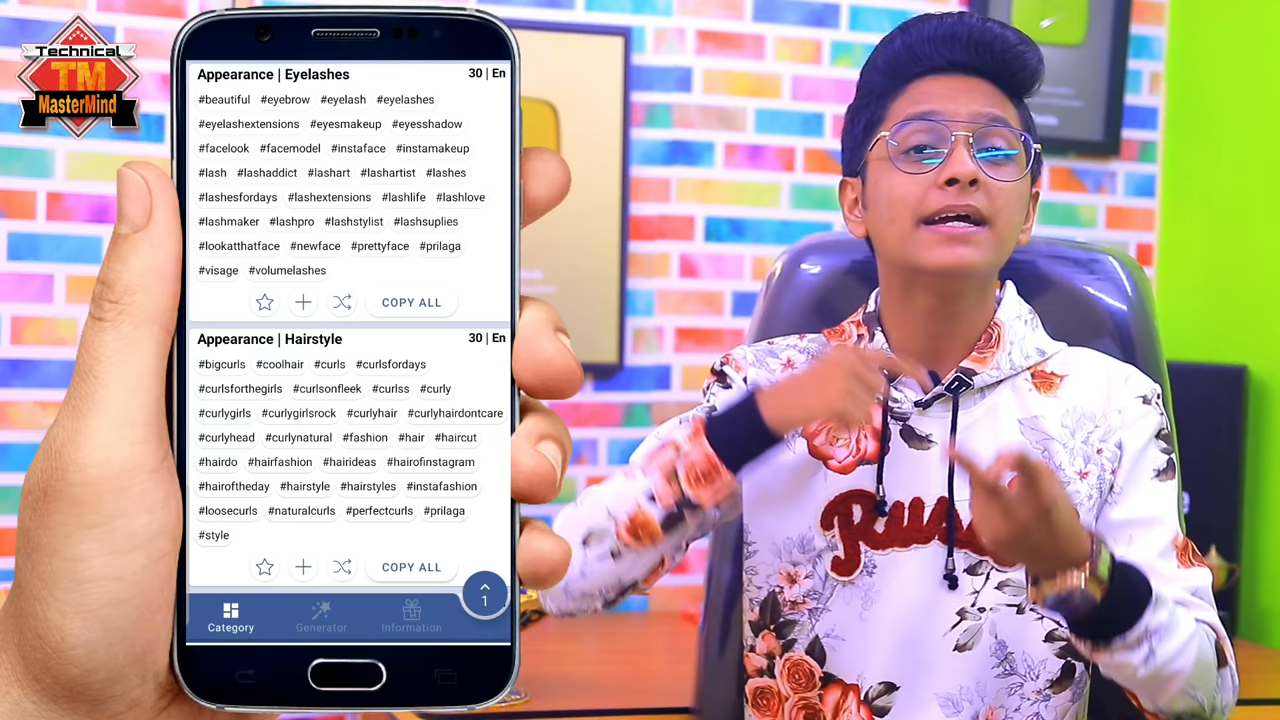 Technical
TM
MasterMind
Appearance | Eyelashes 30 | En
#beautiful #eyebrow #eyelash #eyelashes
#eyelashextensions #eyesmakeup #eyesshadow
#facelook #facemodel #instaface #instamakeup
#lash #lashaddict #lashart #lashartist #lashes
#lashesfordays #lashextensions #lashlife #lashlove
#lashmaker #lashpro #lashstylist #lashsuplies
#lookatthatface #newface #prettyface #prilaga
#visage #volumelashes
COPY ALL
Appearance | Hairstyle 30 | En
#bigcurls #coolhair #curls #curlsfordays
#curlsforthegirls #curlsonfleek #curlss #curly
#curlygirls #curlygirlsrock #curlyhair #curlyhairdontcare
#curlyhead #curlynatural #fashion #hair #haircut
#hairdo #hairfashion #hairideas #hairofinstagram
#hairoftheday #hairstyle #hairstyles #instafashion
#loosecurls #naturalcurls #perfectcurls #prilaga
#style
COPY ALL
1
Category Generator Information